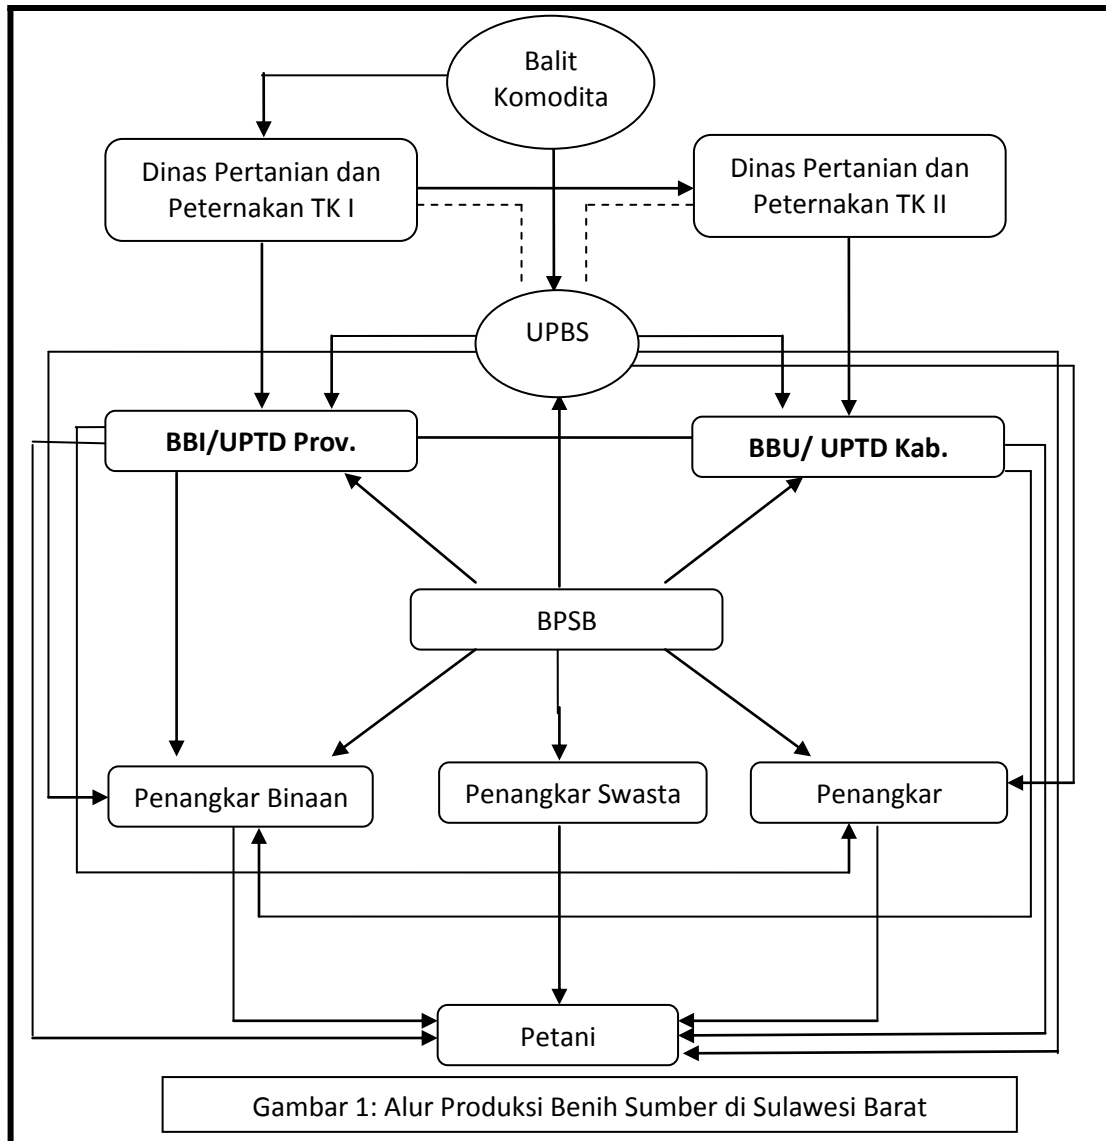 Balit
Komodita
Dinas Pertanian dan
Peternakan TK I
Dinas Pertanian dan
Peternakan TK II
UPBS
BBI/UPTD Prov.
BBU/ UPTD Kab.
BPSB
Penangkar Binaan
Penangkar Swasta
Penangkar
Petani
Gambar 1: Alur Produksi Benih Sumber di Sulawesi Barat